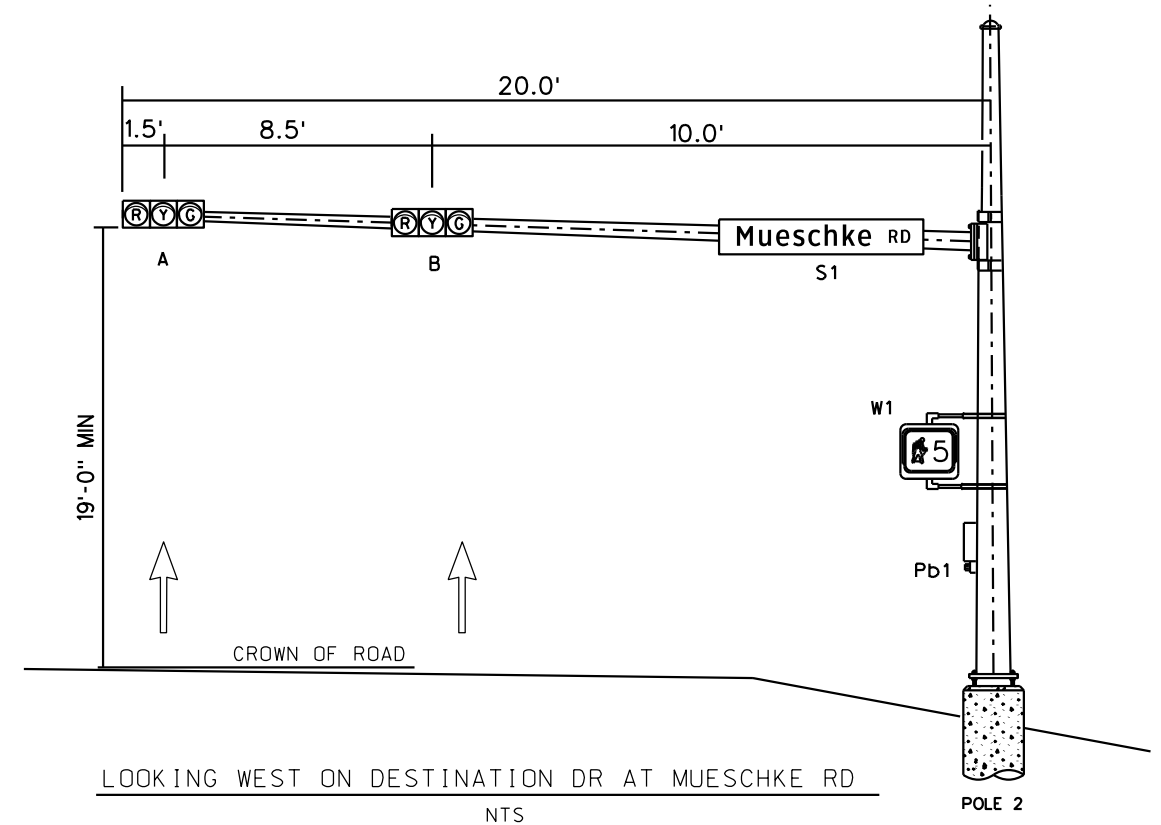 20.0'
1.5' 8.5' 10.0'
R Y G
R Y G
Mueschke RD
A
B
S1
W1
5
19'-0" MIN
Pb1
CROWN OF ROAD
LOOKING WEST ON DESTINATION DR AT MUESCHKE RD
NTS
POLE 2